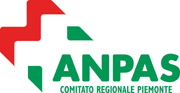 ANPAS
COMITATO REGIONALE PIEMONTE